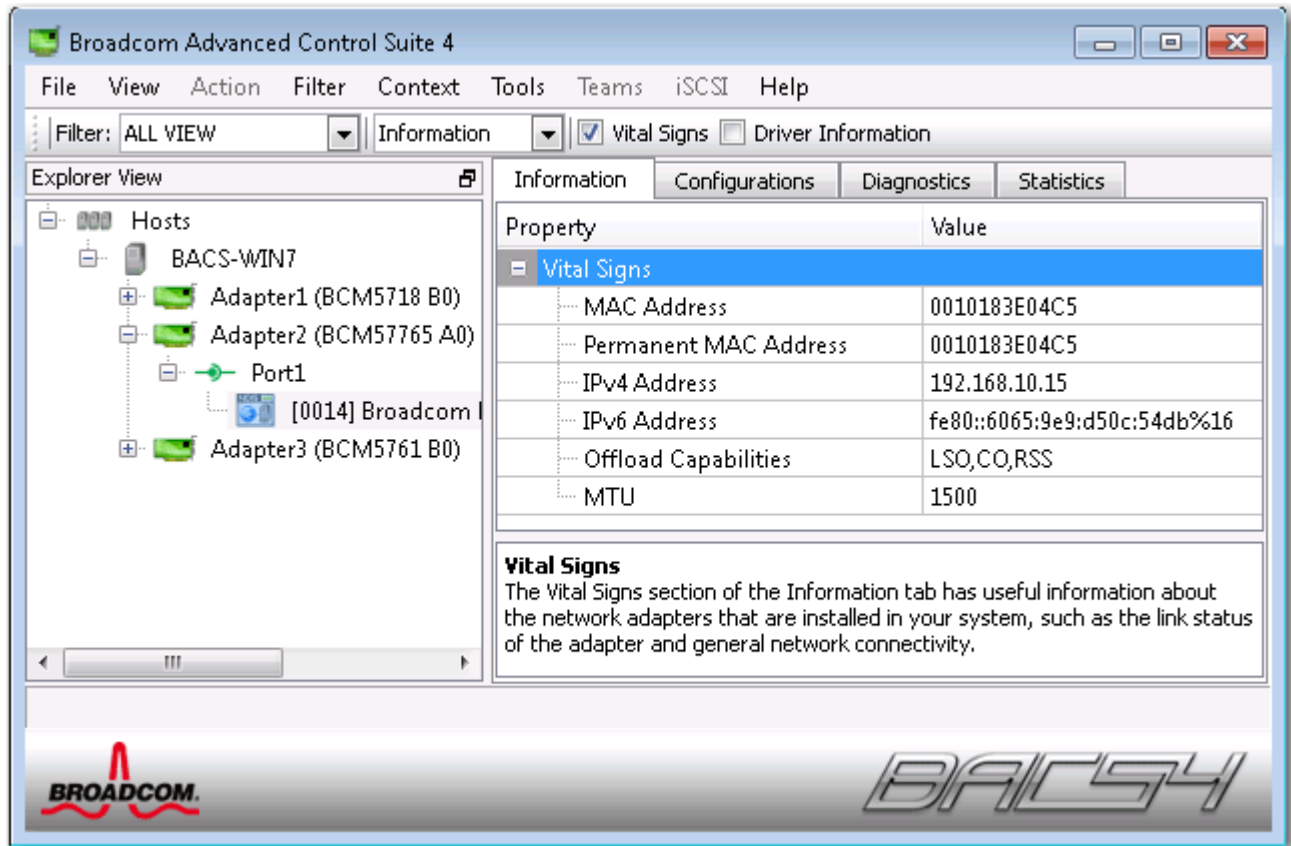 Broadcom Advanced Control Suite 4
File View Action Filter Context Tools Teams iSCSI Help
Filter: ALL VIEW Information Vital Signs Driver Information
Explorer View
Hosts
BACS-WIN7
Adapter1 (BCM5718 B0)
Adapter2 (BCM57765 A0)
Port1
[0014] Broadcom
Adapter3 (BCM5761 B0)
Information Configurations Diagnostics Statistics
Property Value
Vital Signs
MAC Address 0010183E04C5
Permanent MAC Address 0010183E04C5
IPv4 Address 192.168.10.15
IPv6 Address fe80::6065:9e9:d50c:54db%16
Offload Capabilities LSO,CO,RSS
MTU 1500
Vital Signs
The Vital Signs section of the Information tab has useful information about
the network adapters that are installed in your system, such as the link status
of the adapter and general network connectivity.
BROADCOM.
BACS4